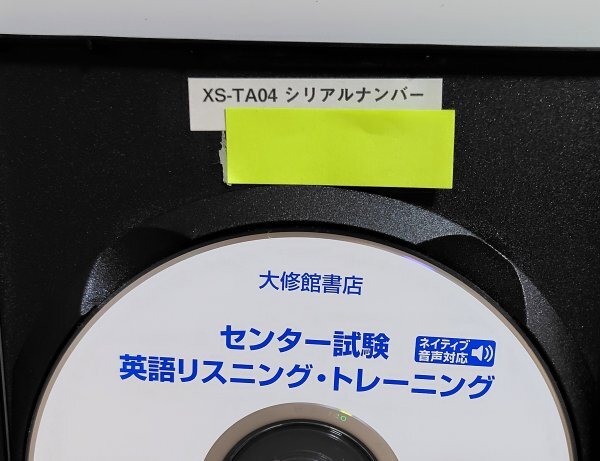 XS-TA04 シリアルナンバー
大修館書店
センター試験
ネイティブ
音声対応
英語リスニング・トレーニング